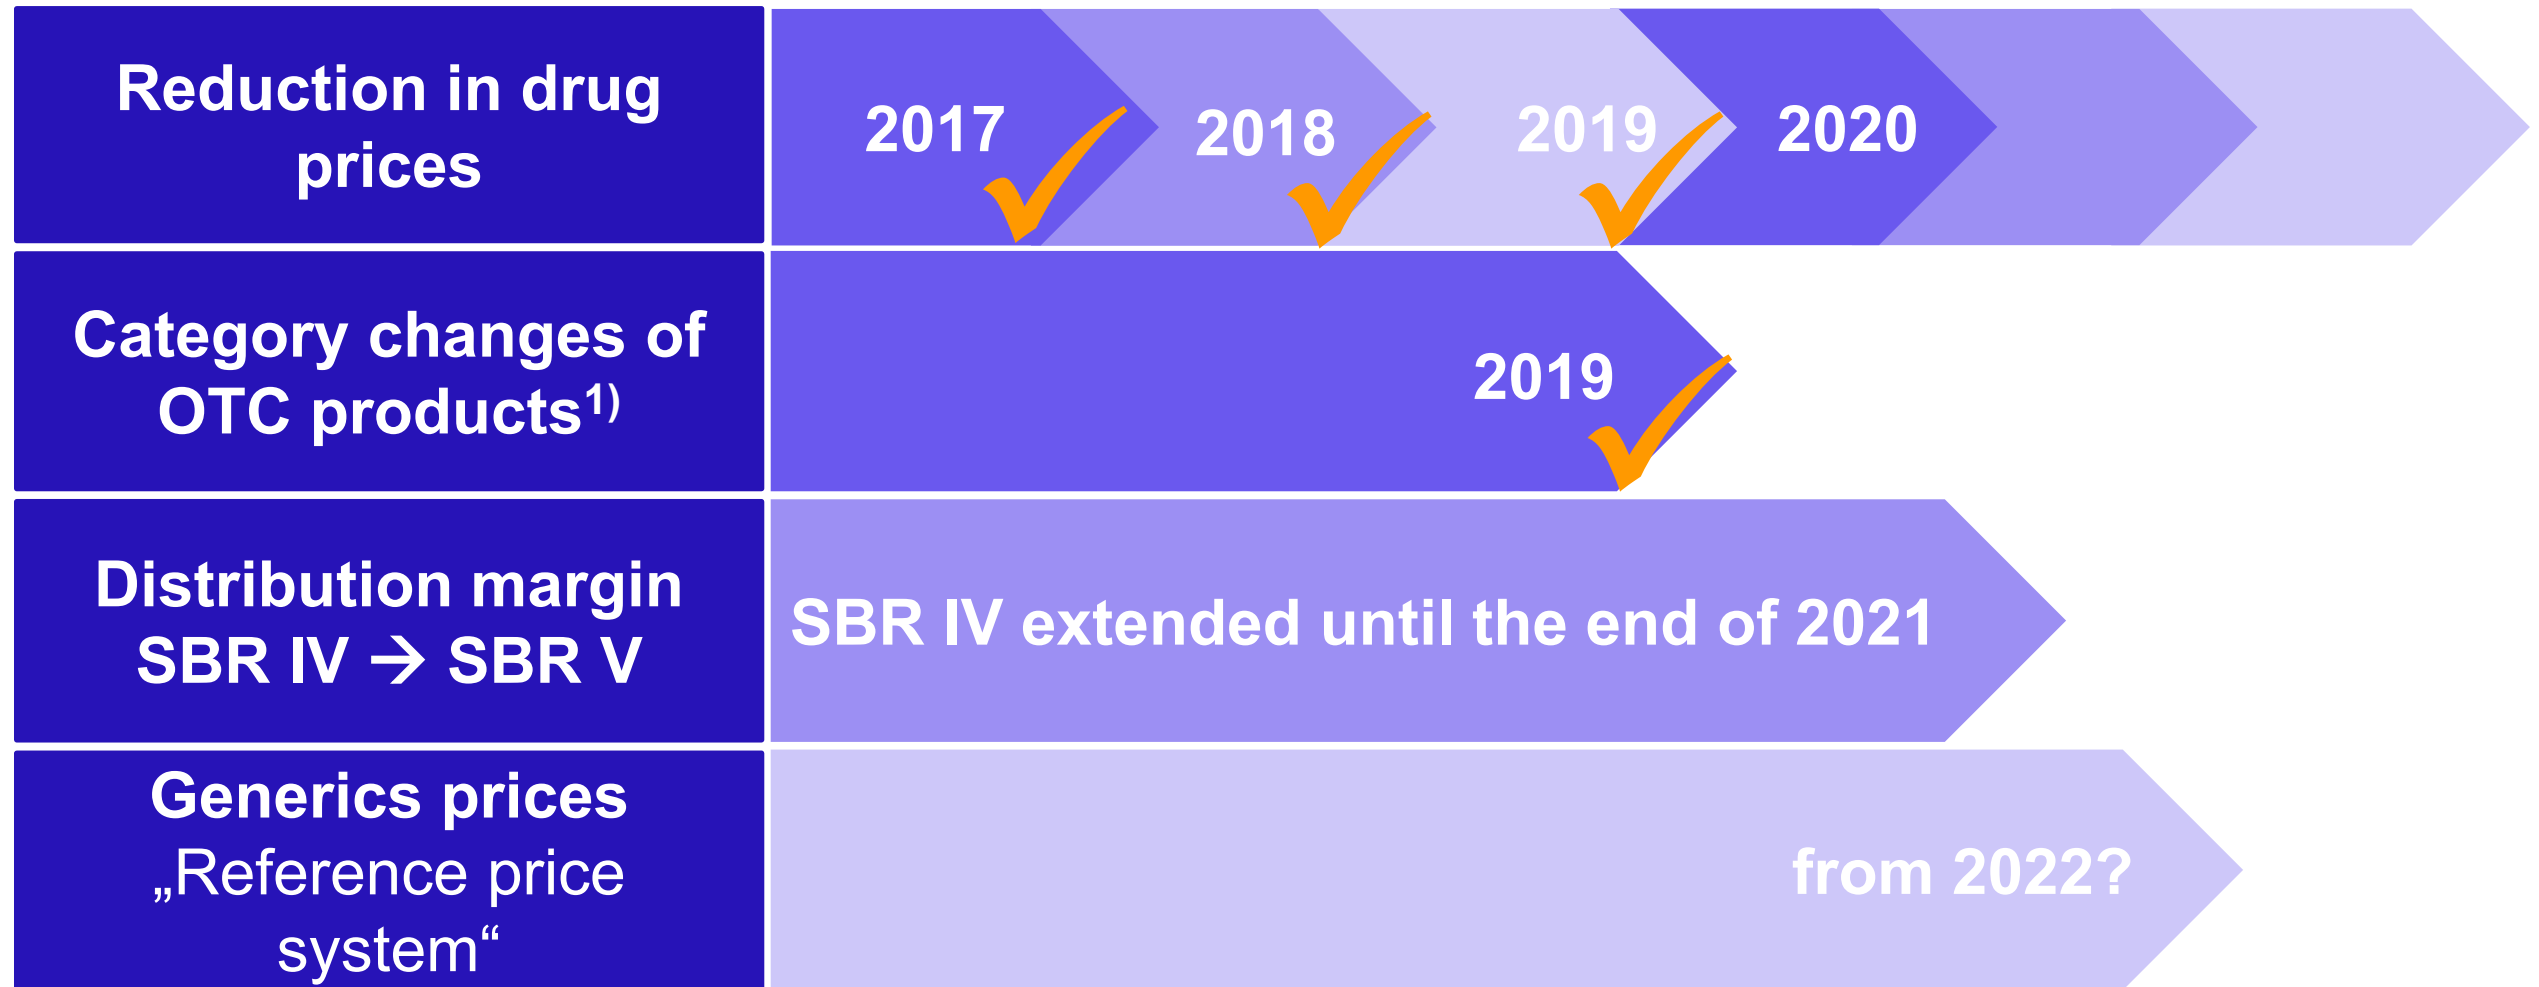 Reduction in drug
prices
2017
2018
2019
2020
Category changes of
OTC products¹⁾
2019
Distribution margin
SBR IV → SBR V
SBR IV extended until the end of 2021
Generics prices
„Reference price
system“
from 2022?